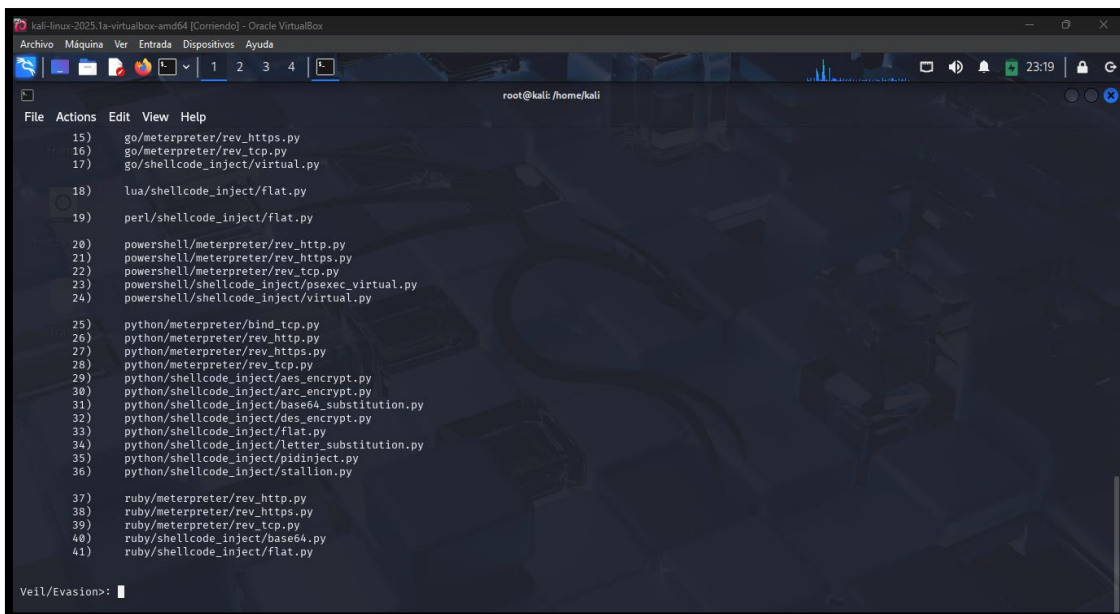 kali-linux-2025.1a-virtualbox-amd64 [Corriendo] - Oracle VirtualBox
Archivo Máquina Ver Entrada Dispositivos Ayuda
1 2 3 4 23:19
root@kali: /home/kali
File Actions Edit View Help
15) go/meterpreter/rev_https.py
16) go/meterpreter/rev_tcp.py
17) go/shellcode_inject/virtual.py
18) lua/shellcode_inject/flat.py
19) perl/shellcode_inject/flat.py
20) powershell/meterpreter/rev_http.py
21) powershell/meterpreter/rev_https.py
22) powershell/meterpreter/rev_tcp.py
23) powershell/shellcode_inject/psexec_virtual.py
24) powershell/shellcode_inject/virtual.py
25) python/meterpreter/bind_tcp.py
26) python/meterpreter/rev_http.py
27) python/meterpreter/rev_https.py
28) python/meterpreter/rev_tcp.py
29) python/shellcode_inject/aes_encrypt.py
30) python/shellcode_inject/arc_encrypt.py
31) python/shellcode_inject/base64_substitution.py
32) python/shellcode_inject/des_encrypt.py
33) python/shellcode_inject/flat.py
34) python/shellcode_inject/letter_substitution.py
35) python/shellcode_inject/pidinject.py
36) python/shellcode_inject/stallion.py
37) ruby/meterpreter/rev_http.py
38) ruby/meterpreter/rev_https.py
39) ruby/meterpreter/rev_tcp.py
40) ruby/shellcode_inject/base64.py
41) ruby/shellcode_inject/flat.py
Veil/Evasion>: